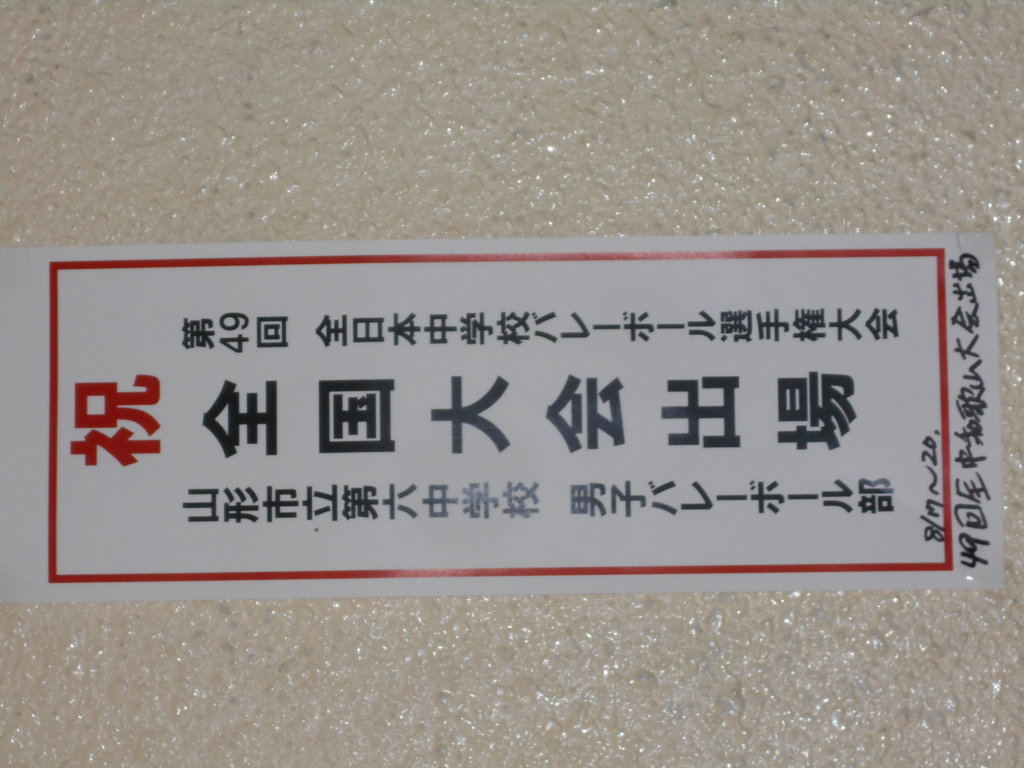 祝
第49回 全日本中学校バレーボール選手権大会
全国大会出場
山形市立第六中学校 男子バレーボール部
8/17〜20.
49回全中和歌山大会出場